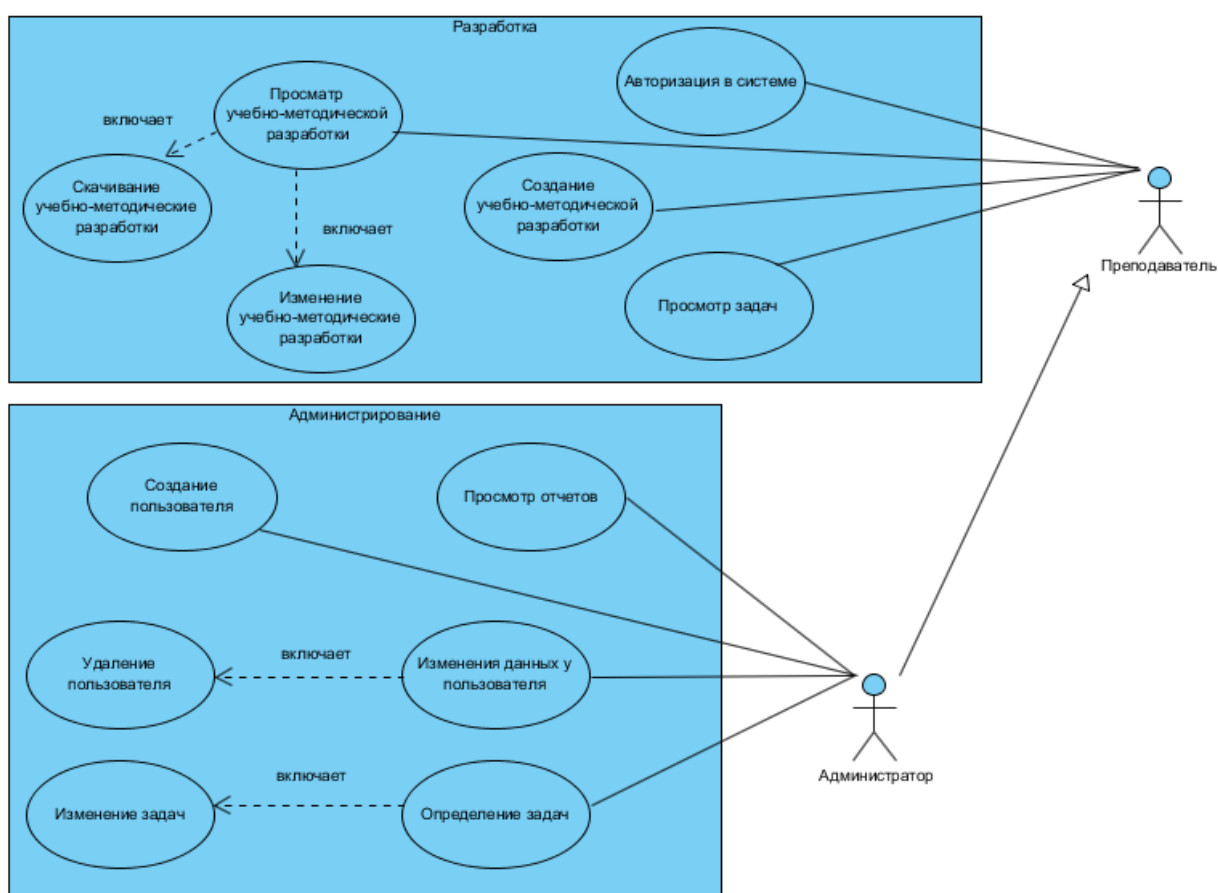 Разработка
Авторизация в системе
Просматр
учебно-методической
разработки
включает
Скачивание
учебно-методические
разработки
Создание
учебно-методической
разработки
включает
Преподаватель
Изменение
учебно-методические
разработки
Просмотр задач
Администрирование
Создание
пользователя
Просмотр отчетов
Удаление
пользователя
включает
Изменения данных у
пользователя
Администратор
Изменение задач
включает
Определение задач